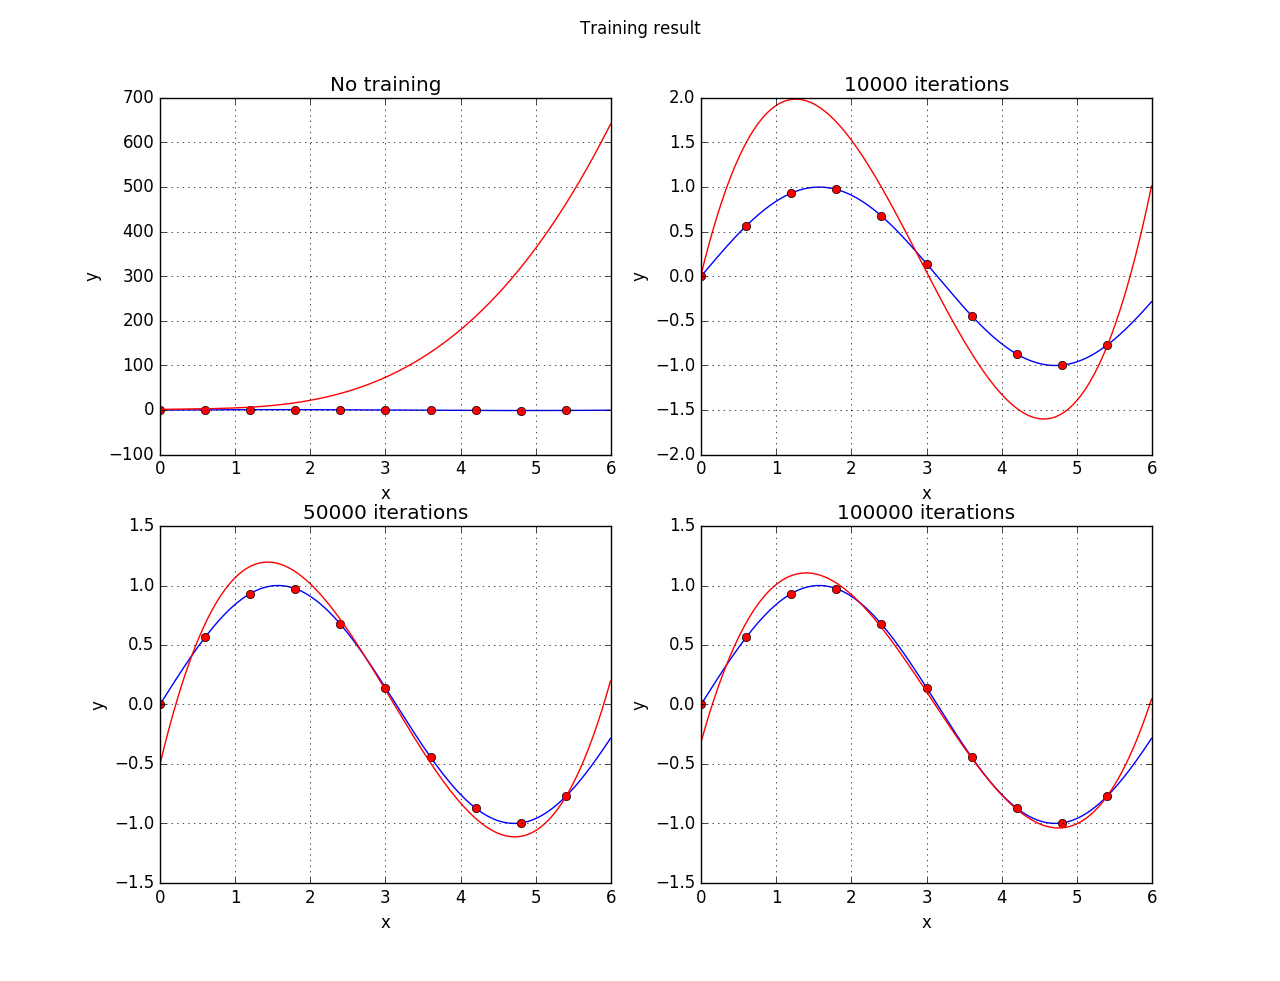 Training result
No training
700
600
500
400
300
200
100
0
−100
y
0 1 2 3 4 5 6
x
10000 iterations
2.0
1.5
1.0
0.5
0.0
−0.5
−1.0
−1.5
−2.0
y
0 1 2 3 4 5 6
x
50000 iterations
1.5
1.0
0.5
0.0
−0.5
−1.0
−1.5
y
0 1 2 3 4 5 6
x
100000 iterations
1.5
1.0
0.5
0.0
−0.5
−1.0
−1.5
y
0 1 2 3 4 5 6
x